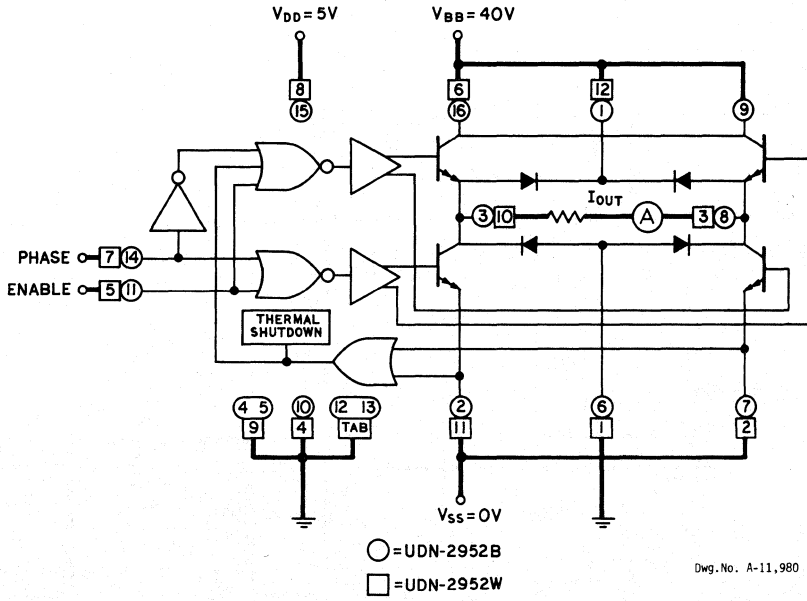 VDD = 5V
VBB = 40V
8
15
6
16
12
1
9
IOUT
3 10
A
3 8
PHASE 7 14
ENABLE 5 11
THERMAL
SHUTDOWN
4 5
9
10
4
12 13
TAB
2
11
6
1
7
2
VSS = 0V
= UDN-2952B
= UDN-2952W
Dwg.No. A-11,980